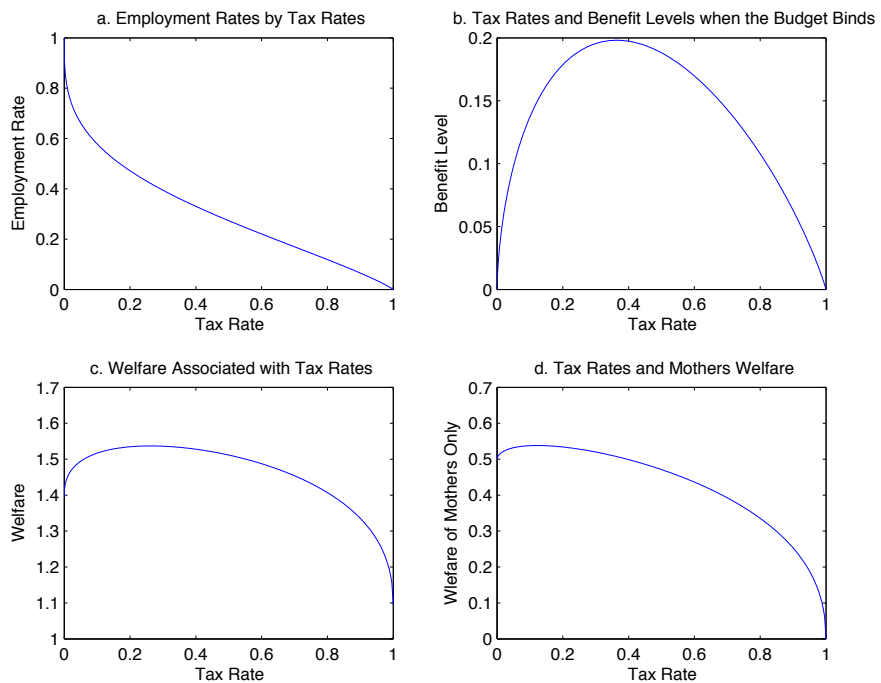 a. Employment Rates by Tax Rates
1
0.8
0.6
0.4
0.2
0
Employment Rate
0 0.2 0.4 0.6 0.8 1
Tax Rate
b. Tax Rates and Benefit Levels when the Budget Binds
0.2
0.15
0.1
0.05
0
Benefit Level
0 0.2 0.4 0.6 0.8 1
Tax Rate
c. Welfare Associated with Tax Rates
1.7
1.6
1.5
1.4
1.3
1.2
1.1
1
Welfare
0 0.2 0.4 0.6 0.8 1
Tax Rate
d. Tax Rates and Mothers Welfare
0.7
0.6
0.5
0.4
0.3
0.2
0.1
0
Wlefare of Mothers Only
0 0.2 0.4 0.6 0.8 1
Tax Rate